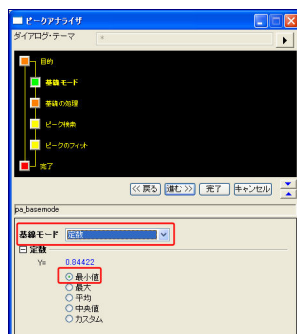 ピークアナライザ
ダイアログ・テーマ *
目的
基線モード
基線の処理
ピーク検索
ピークのフィット
完了
<<戻る 進む>> 完了 キャンセル
pa_basemode
基線モード 定数
定数
Y= 0.84422
最小値
最大
平均
中央値
カスタム